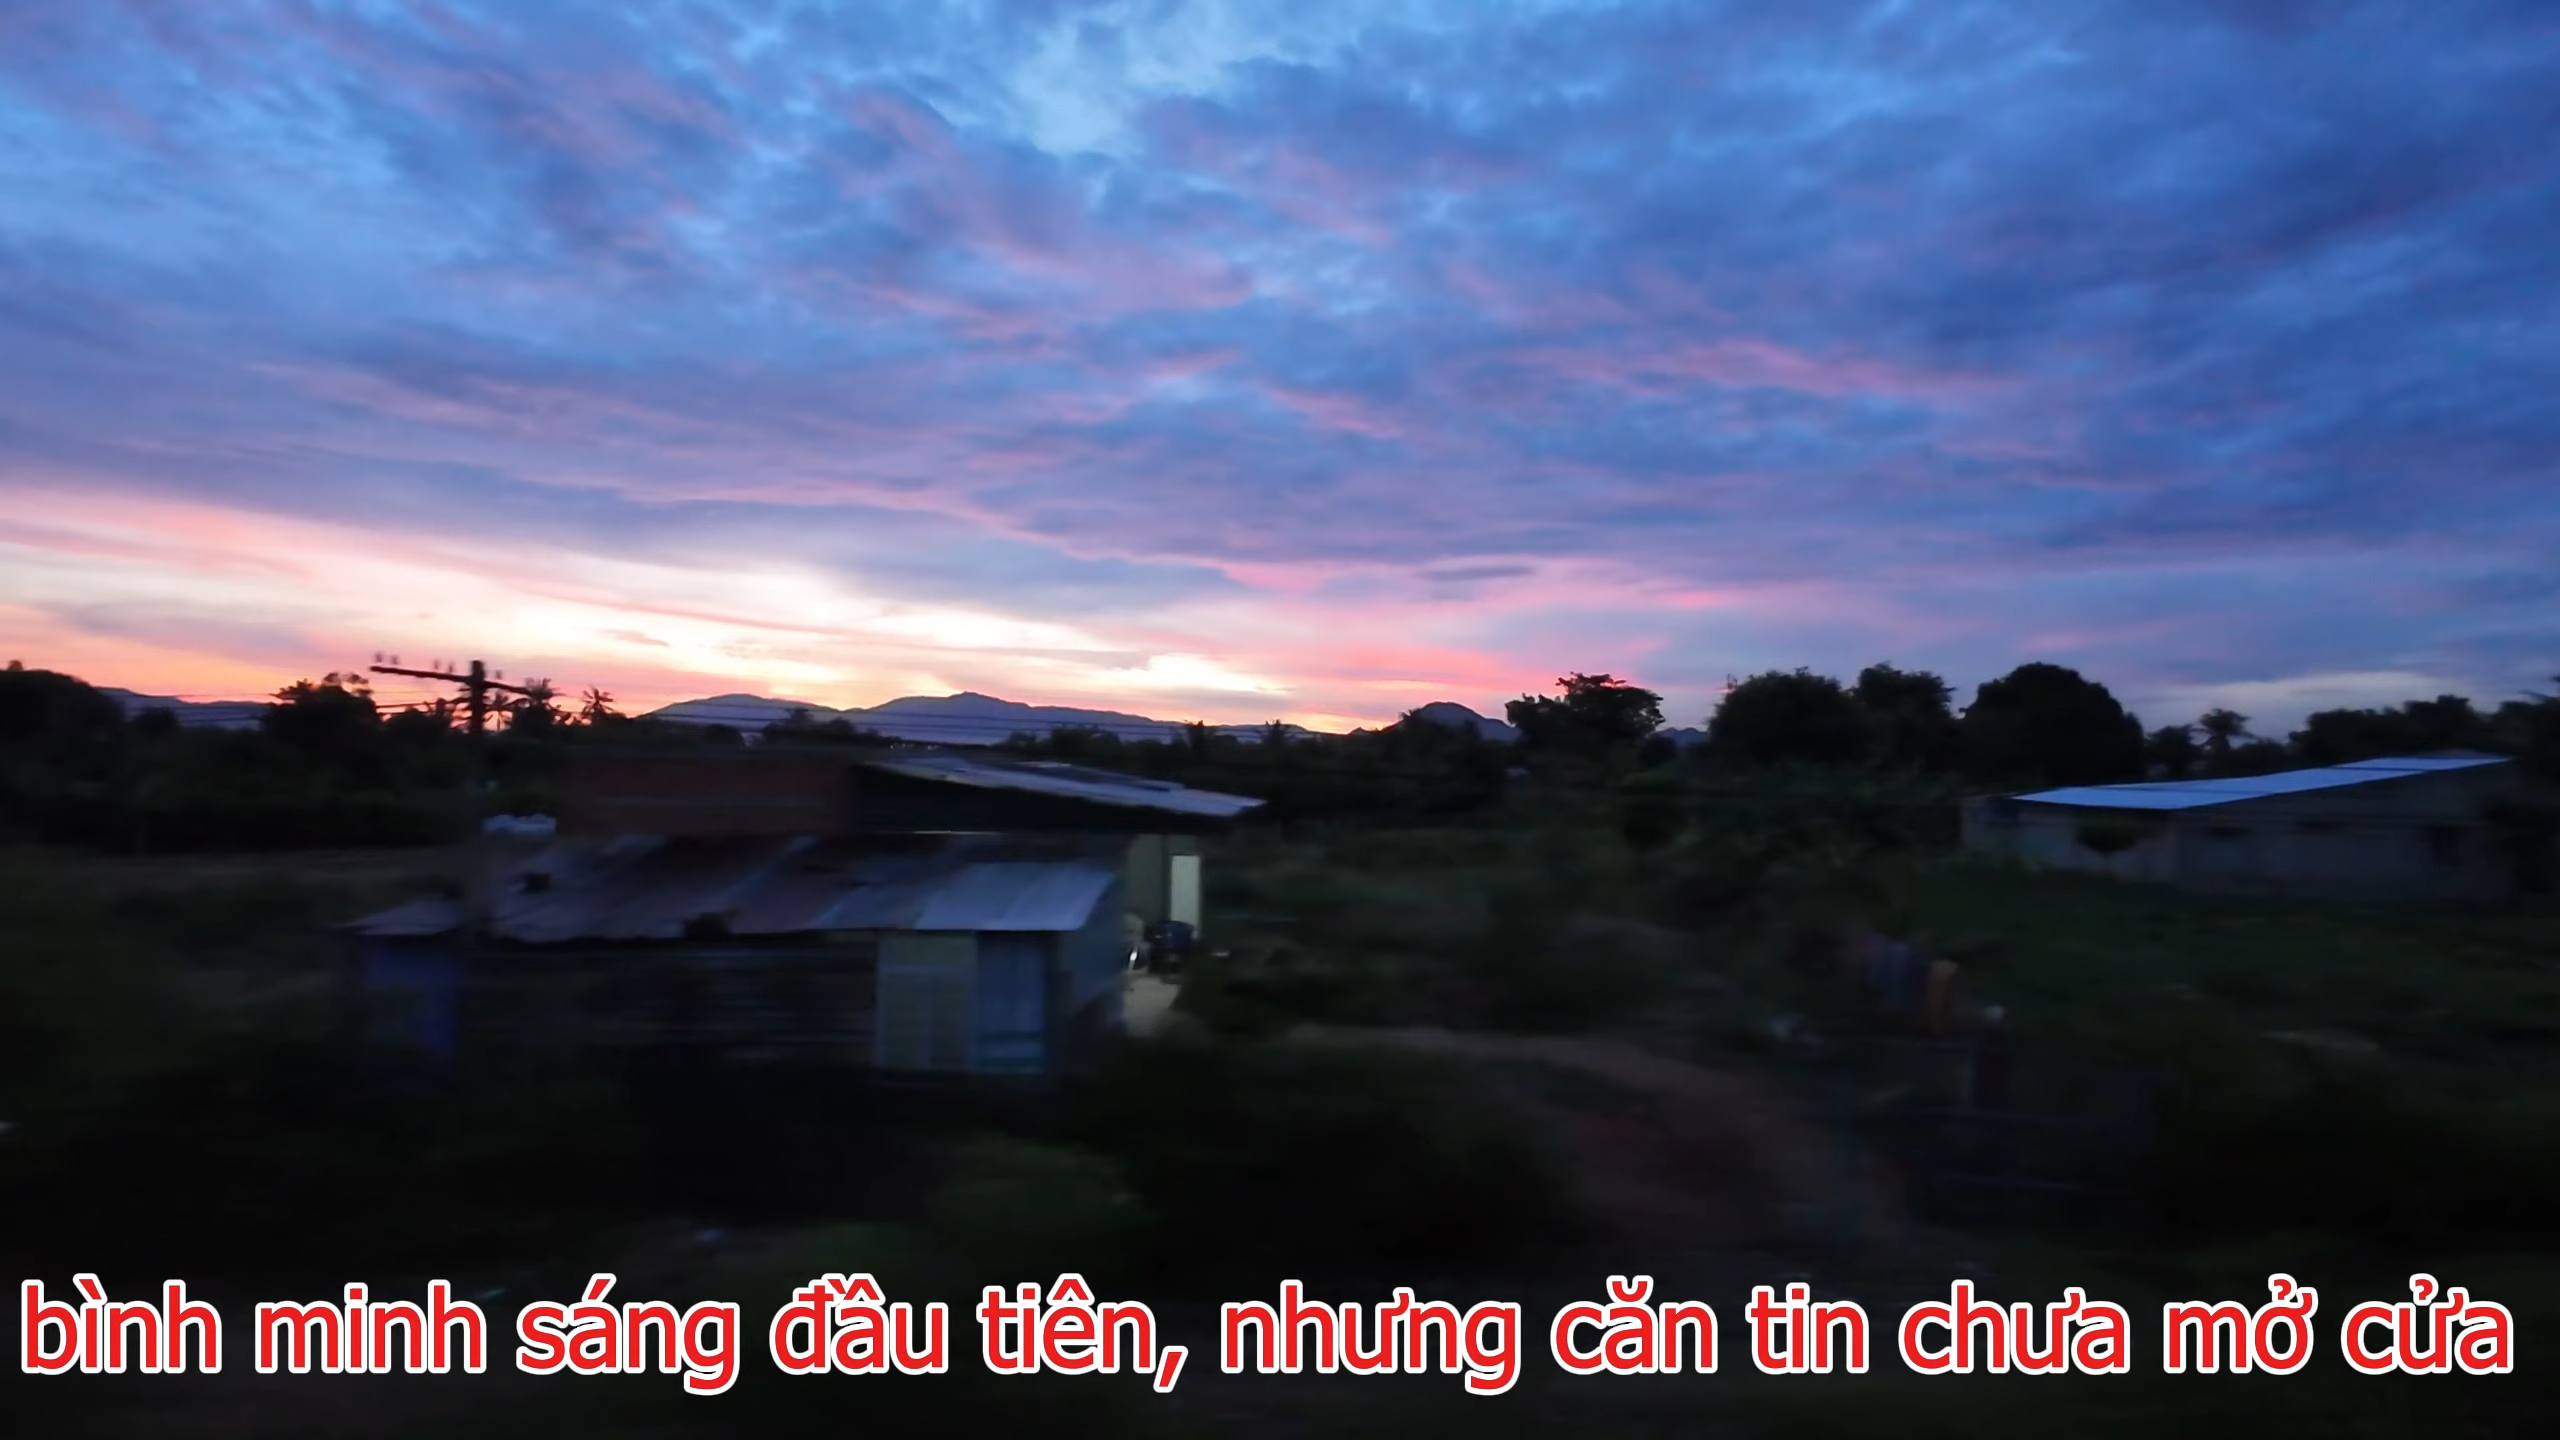 bình minh sáng đầu tiên, nhưng căn tin chưa mở cửa